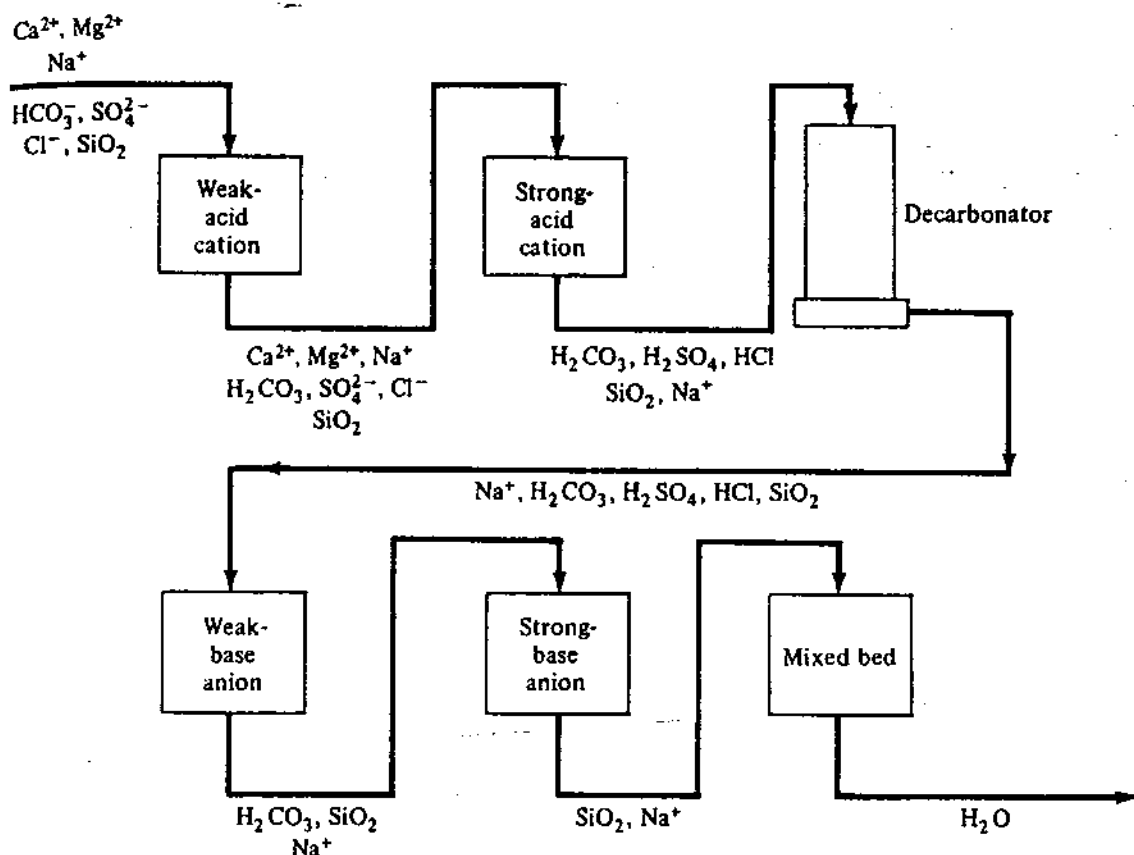 Ca²⁺, Mg²⁺
Na⁺
HCO₃⁻, SO₄²⁻
Cl⁻, SiO₂
Weak-
acid
cation
Strong-
acid
cation
Decarbonator
Ca²⁺, Mg²⁺, Na⁺
H₂CO₃, SO₄²⁻, Cl⁻
SiO₂
H₂CO₃, H₂SO₄, HCl
SiO₂, Na⁺
Na⁺, H₂CO₃, H₂SO₄, HCl, SiO₂
Weak-
base
anion
Strong-
base
anion
Mixed bed
H₂CO₃, SiO₂
Na⁺
SiO₂, Na⁺
H₂O